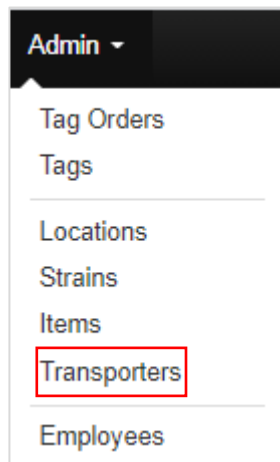 Admin
Tag Orders
Tags
Locations
Strains
Items
Transporters
Employees